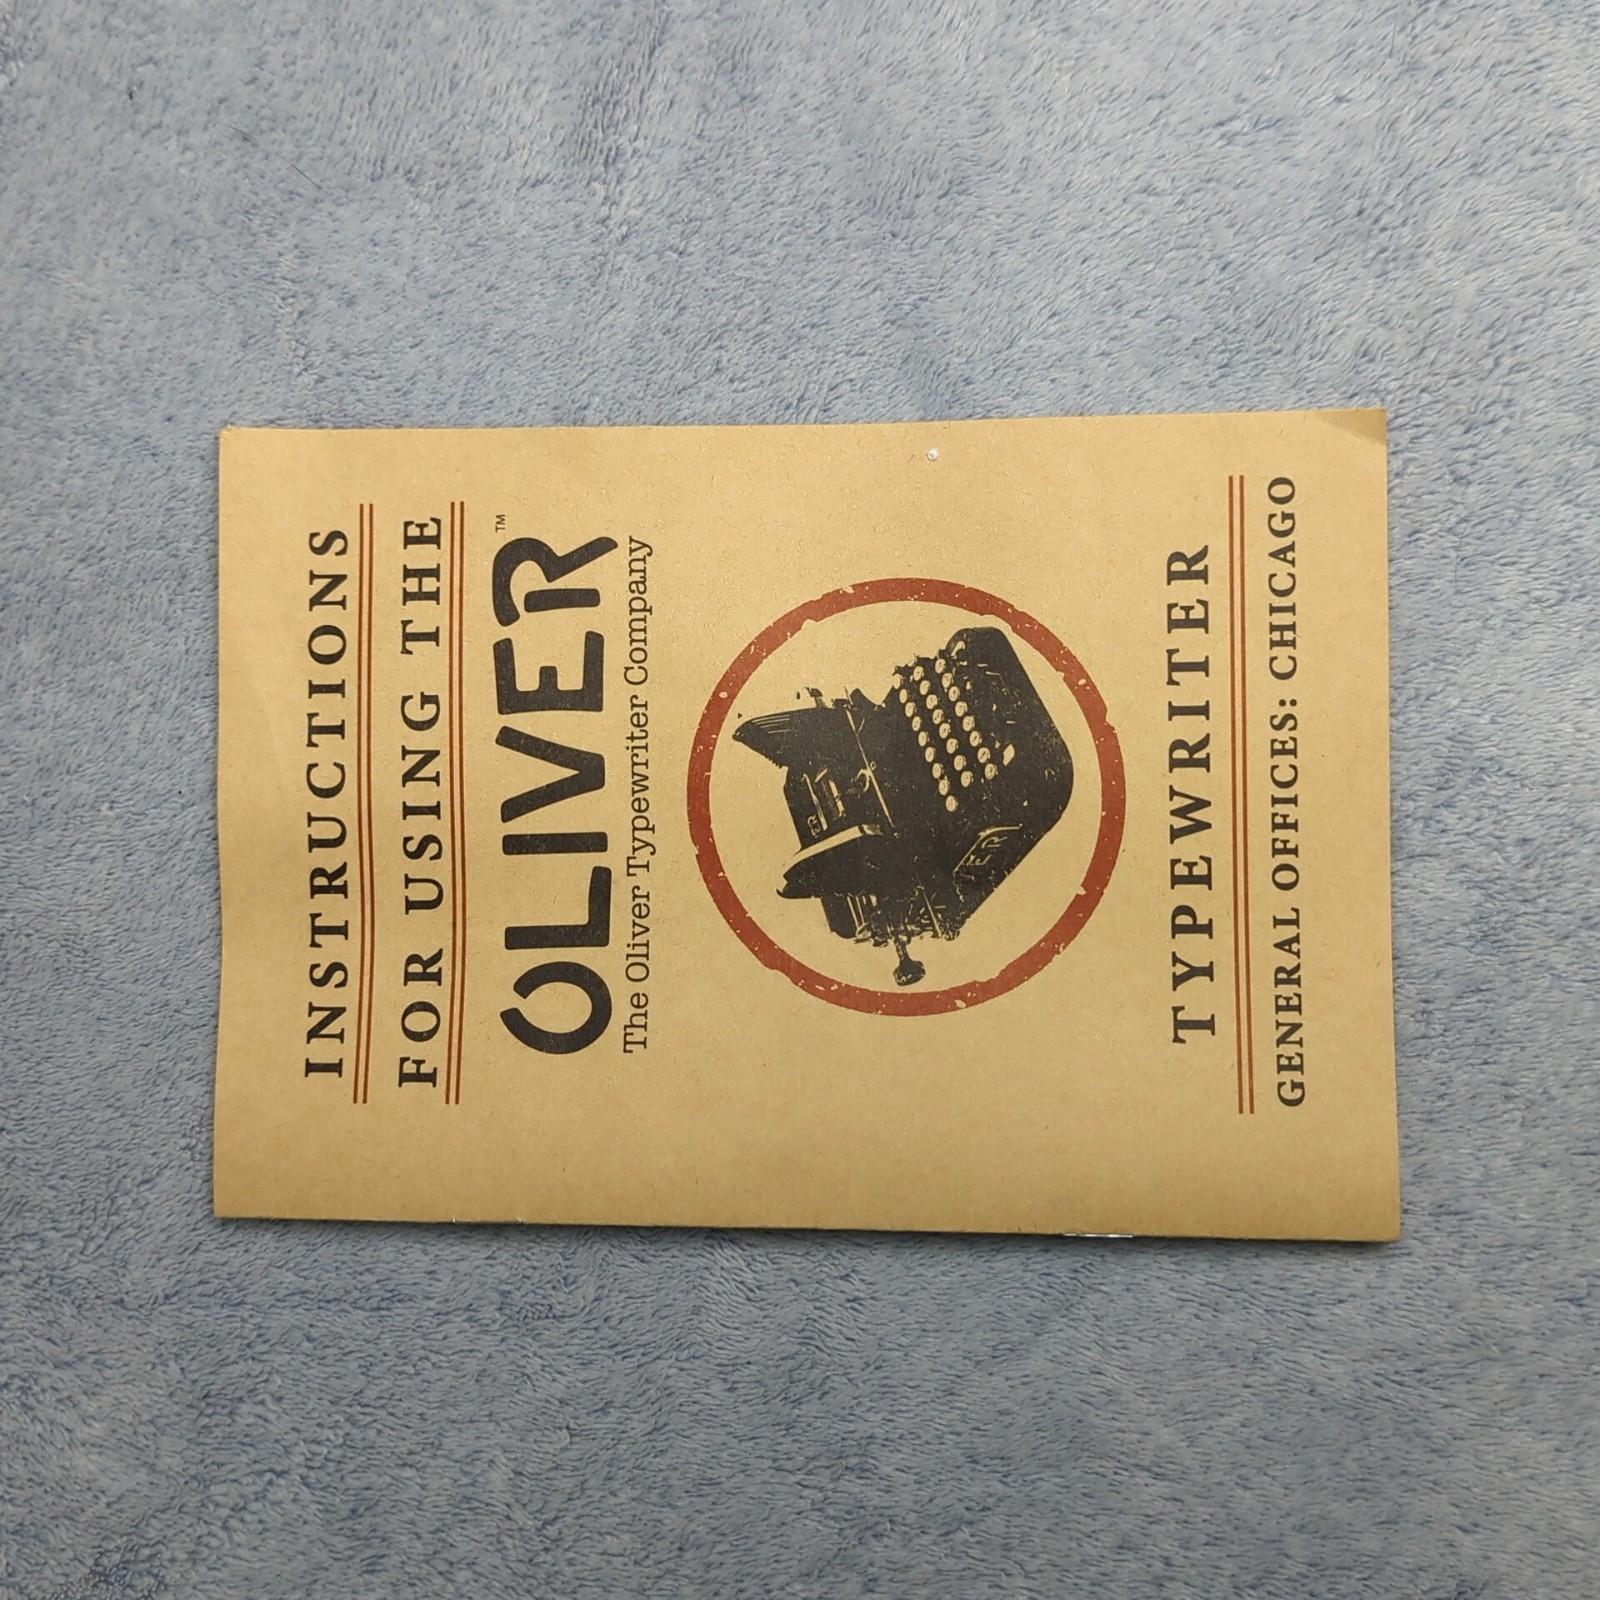 INSTRUCTIONS
FOR USING THE
OLIVER™
The Oliver Typewriter Company
TYPEWRITER
GENERAL OFFICES: CHICAGO